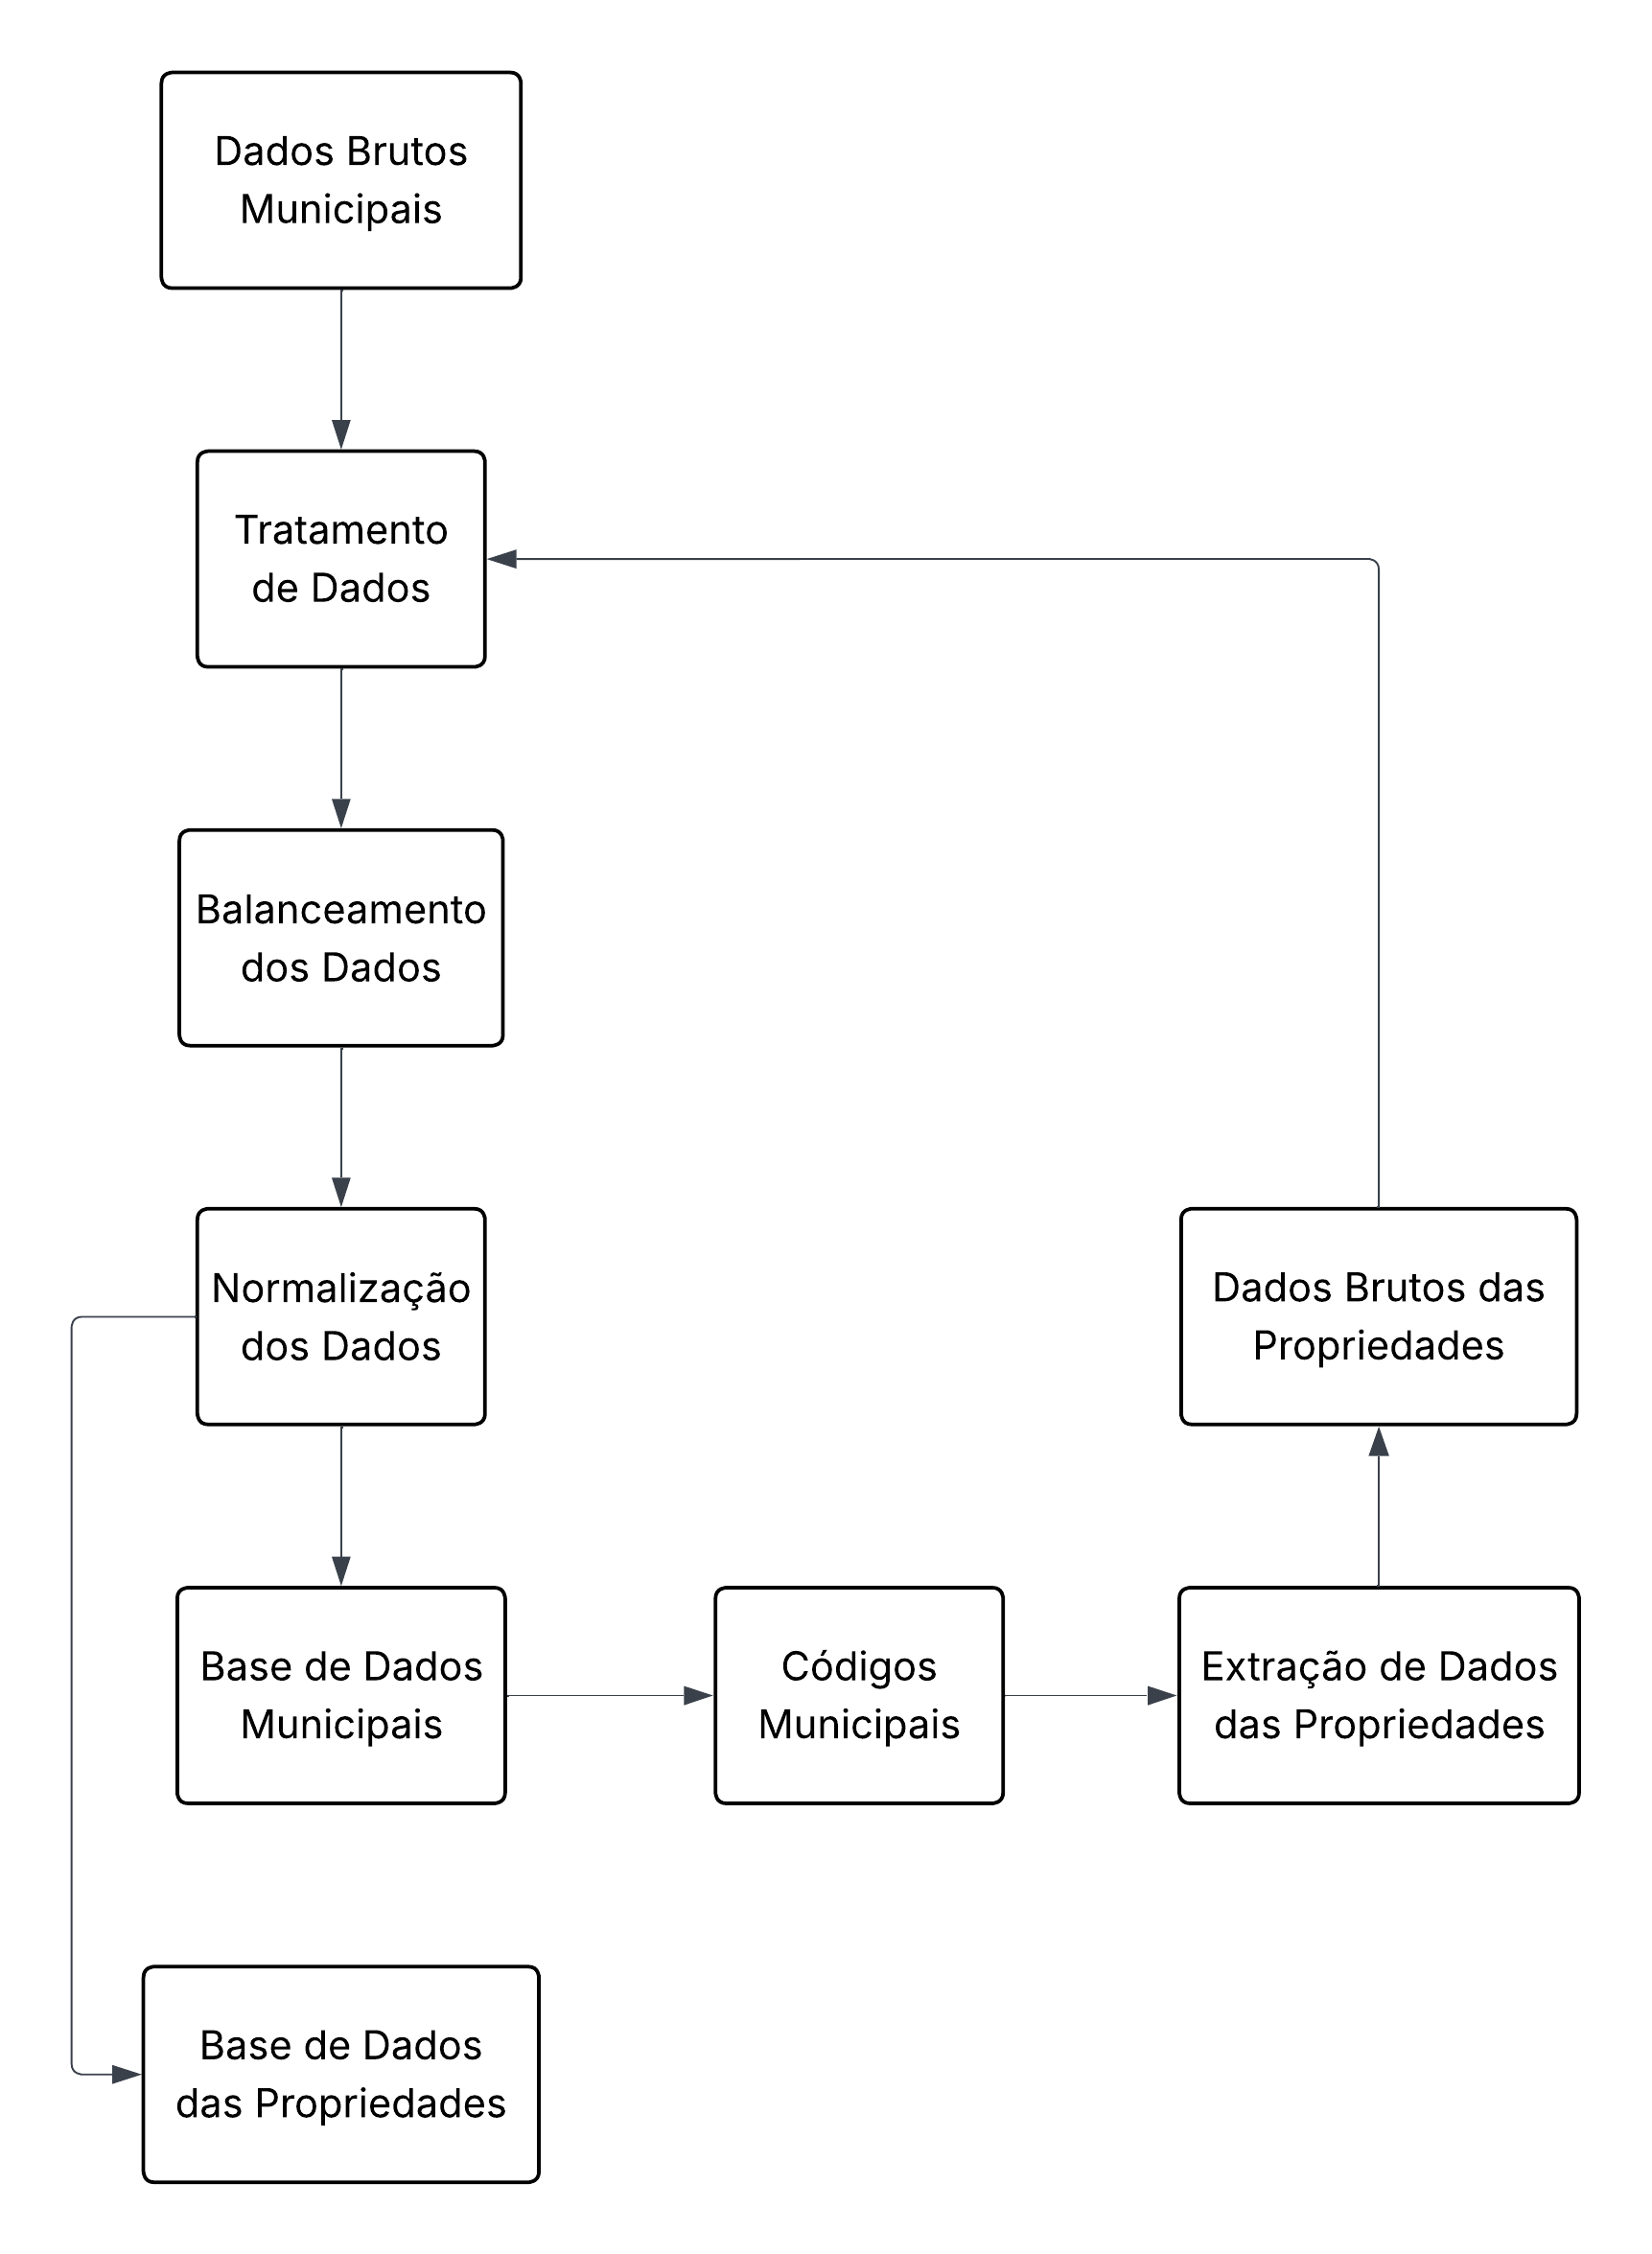 Dados Brutos
Municipais
Tratamento
de Dados
Balanceamento
dos Dados
Normalização
dos Dados
Dados Brutos das
Propriedades
Base de Dados
Municipais
Códigos
Municipais
Extração de Dados
das Propriedades
Base de Dados
das Propriedades